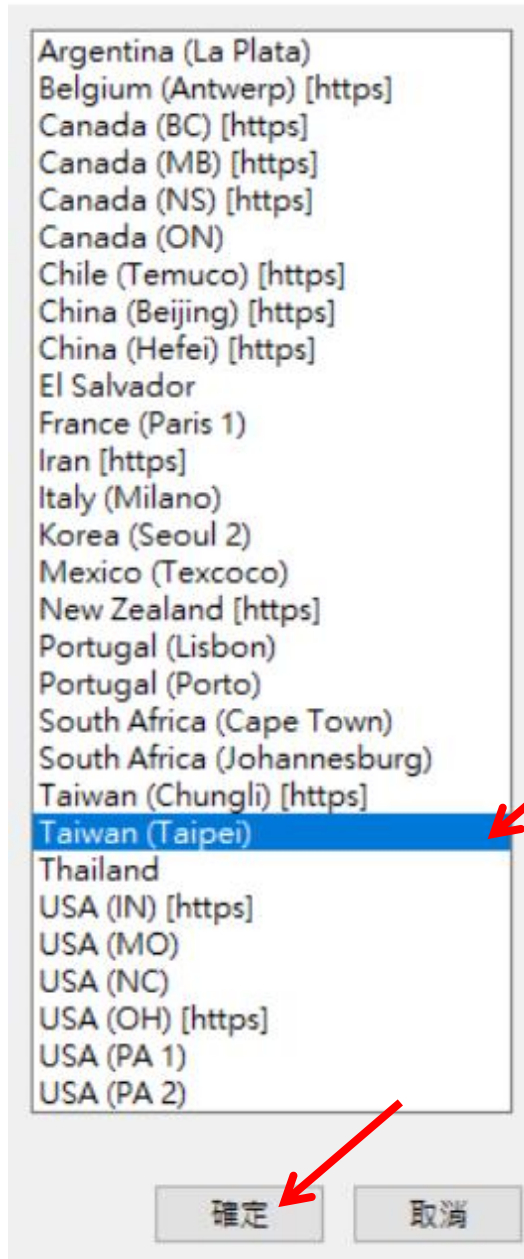 Argentina (La Plata)
Belgium (Antwerp) [https]
Canada (BC) [https]
Canada (MB) [https]
Canada (NS) [https]
Canada (ON)
Chile (Temuco) [https]
China (Beijing) [https]
China (Hefei) [https]
El Salvador
France (Paris 1)
Iran [https]
Italy (Milano)
Korea (Seoul 2)
Mexico (Texcoco)
New Zealand [https]
Portugal (Lisbon)
Portugal (Porto)
South Africa (Cape Town)
South Africa (Johannesburg)
Taiwan (Chungli) [https]
Taiwan (Taipei)
Thailand
USA (IN) [https]
USA (MO)
USA (NC)
USA (OH) [https]
USA (PA 1)
USA (PA 2)
確定 取消